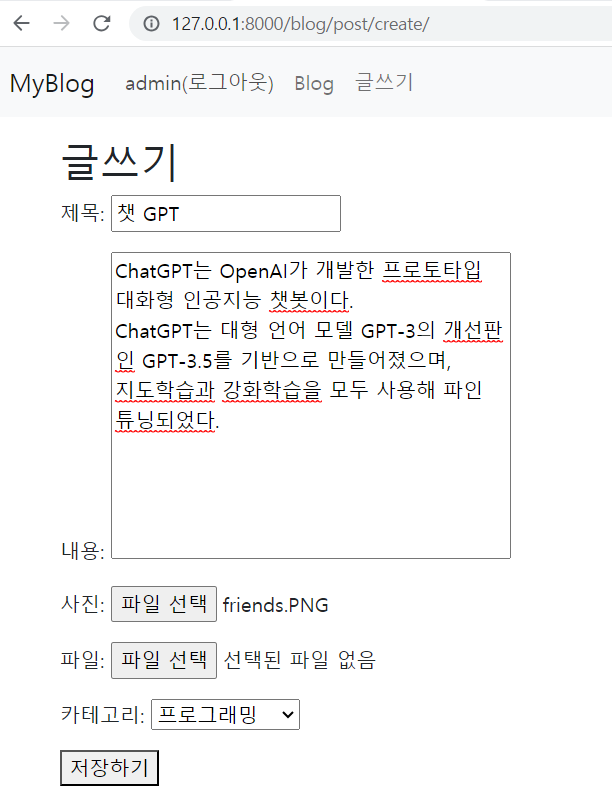 127.0.0.1:8000/blog/post/create/
MyBlog admin(로그아웃) Blog 글쓰기
글쓰기
제목: 챗 GPT
ChatGPT는 OpenAI가 개발한 프로토타입
대화형 인공지능 챗봇이다.
ChatGPT는 대형 언어 모델 GPT-3의 개선판
인 GPT-3.5를 기반으로 만들어졌으며,
지도학습과 강화학습을 모두 사용해 파인
튜닝되었다.
내용:
사진: 파일 선택 friends.PNG
파일: 파일 선택 선택된 파일 없음
카테고리: 프로그래밍
저장하기